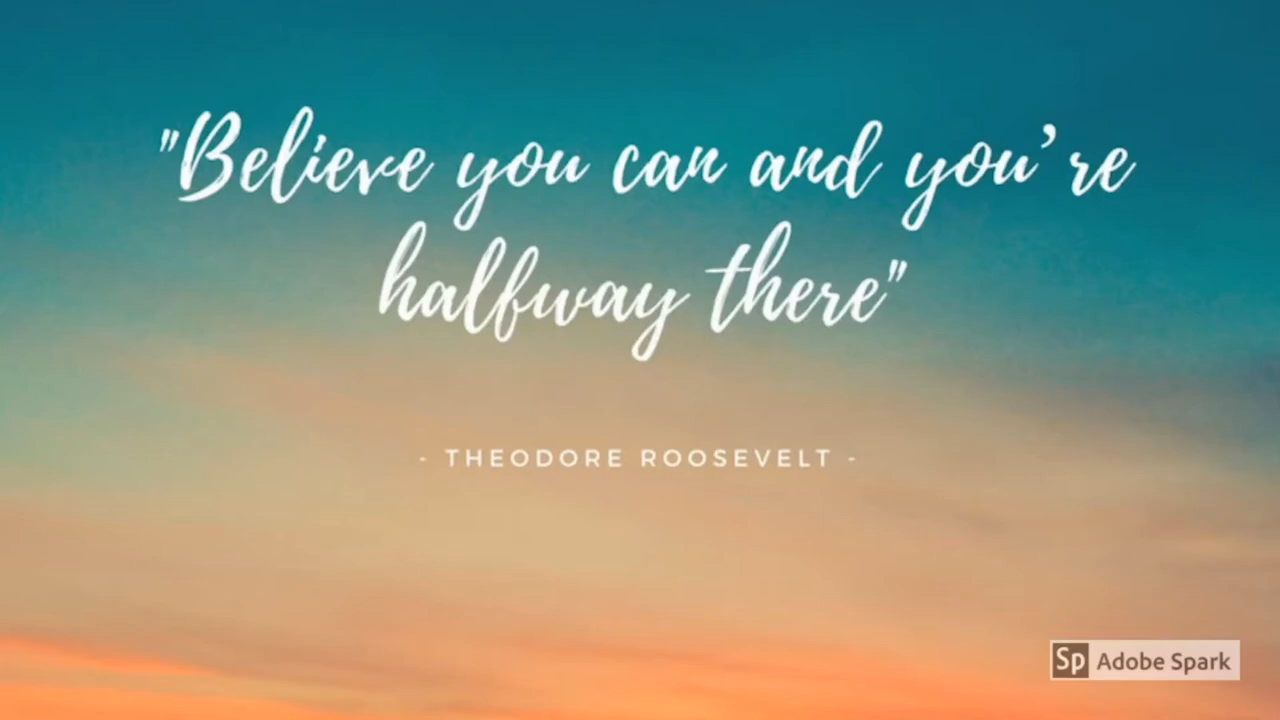 "Believe you can and you're
halfway there"
- THEODORE ROOSEVELT -
Sp Adobe Spark